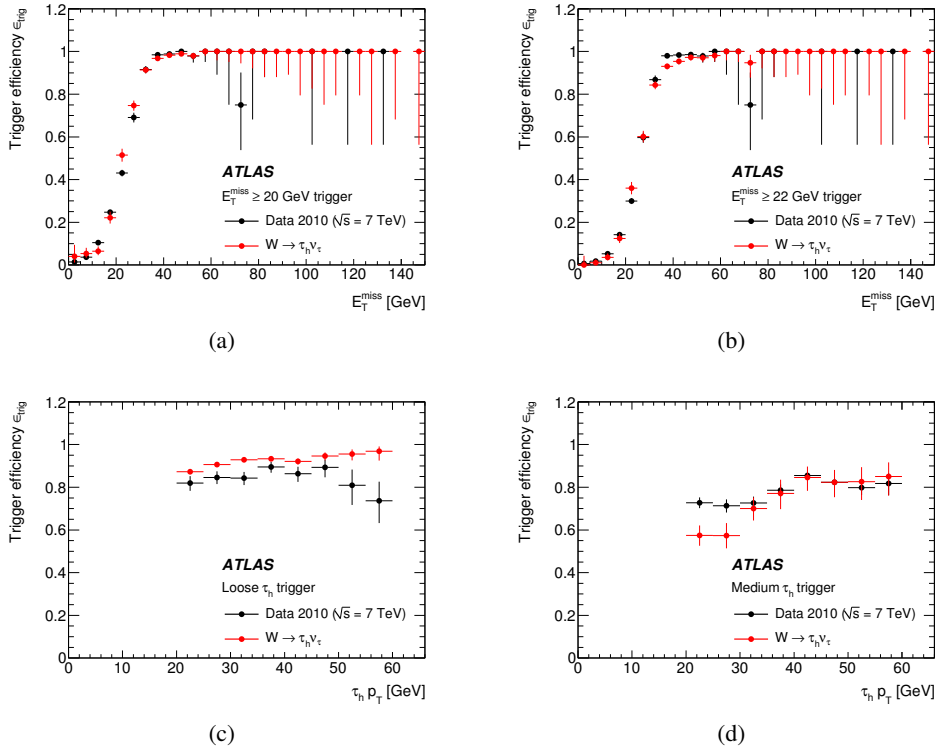 Trigger efficiency ϵ_trig
1.2
1
0.8
0.6
0.4
0.2
0
ATLAS
E_T^miss ≥ 20 GeV trigger
Data 2010 (√s = 7 TeV)
W → τ_h ν_τ
0 20 40 60 80 100 120 140
E_T^miss [GeV]
(a)
Trigger efficiency ϵ_trig
1.2
1
0.8
0.6
0.4
0.2
0
ATLAS
E_T^miss ≥ 22 GeV trigger
Data 2010 (√s = 7 TeV)
W → τ_h ν_τ
0 20 40 60 80 100 120 140
E_T^miss [GeV]
(b)
Trigger efficiency ϵ_trig
1.2
1
0.8
0.6
0.4
0.2
0
ATLAS
Loose τ_h trigger
Data 2010 (√s = 7 TeV)
W → τ_h ν_τ
0 10 20 30 40 50 60
τ_h p_T [GeV]
(c)
Trigger efficiency ϵ_trig
1.2
1
0.8
0.6
0.4
0.2
0
ATLAS
Medium τ_h trigger
Data 2010 (√s = 7 TeV)
W → τ_h ν_τ
0 10 20 30 40 50 60
τ_h p_T [GeV]
(d)